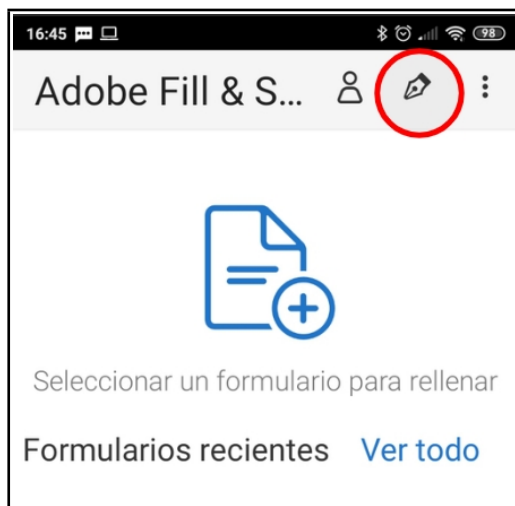 16:45 98
Adobe Fill & S...
Seleccionar un formulario para rellenar
Formularios recientes Ver todo